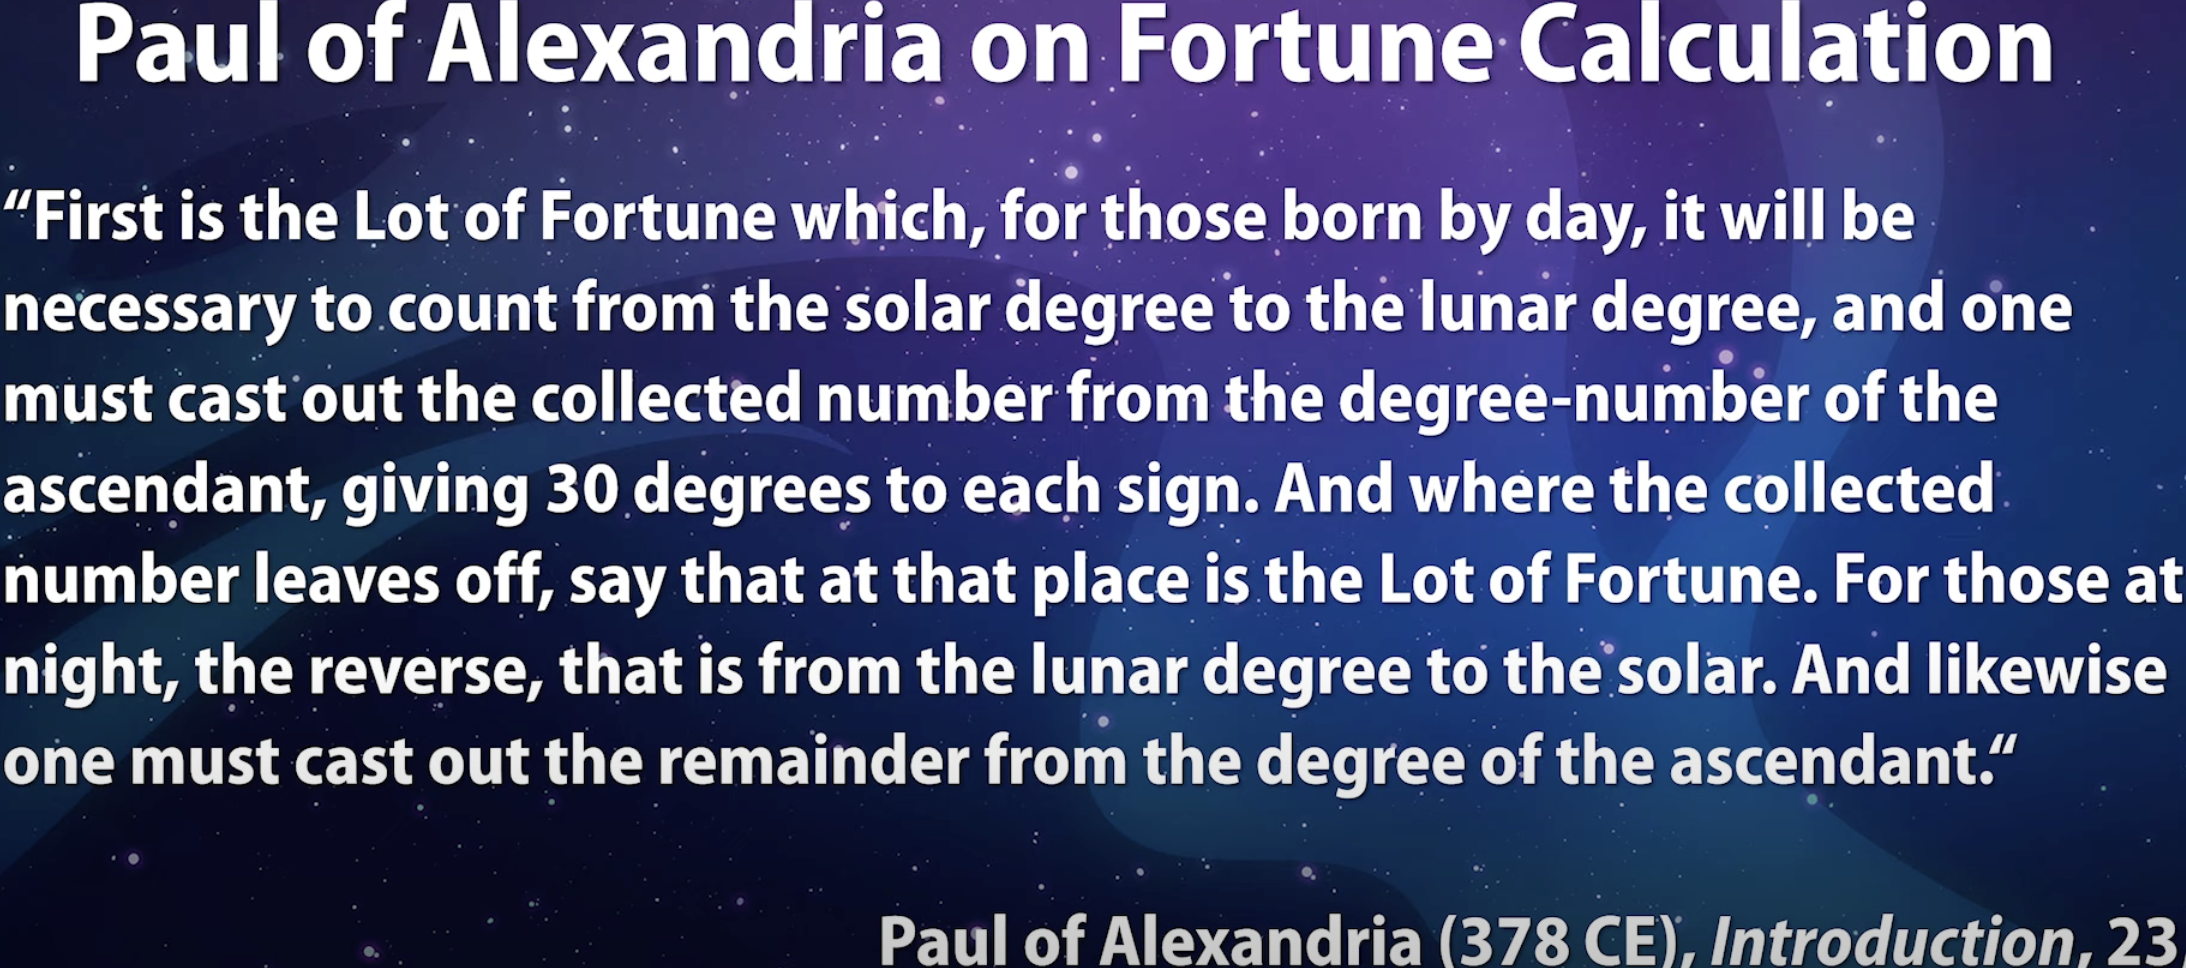 Paul of Alexandria on Fortune Calculation
“First is the Lot of Fortune which, for those born by day, it will be
necessary to count from the solar degree to the lunar degree, and one
must cast out the collected number from the degree-number of the
ascendant, giving 30 degrees to each sign. And where the collected
number leaves off, say that at that place is the Lot of Fortune. For those at
night, the reverse, that is from the lunar degree to the solar. And likewise
one must cast out the remainder from the degree of the ascendant.“
Paul of Alexandria (378 CE), Introduction, 23